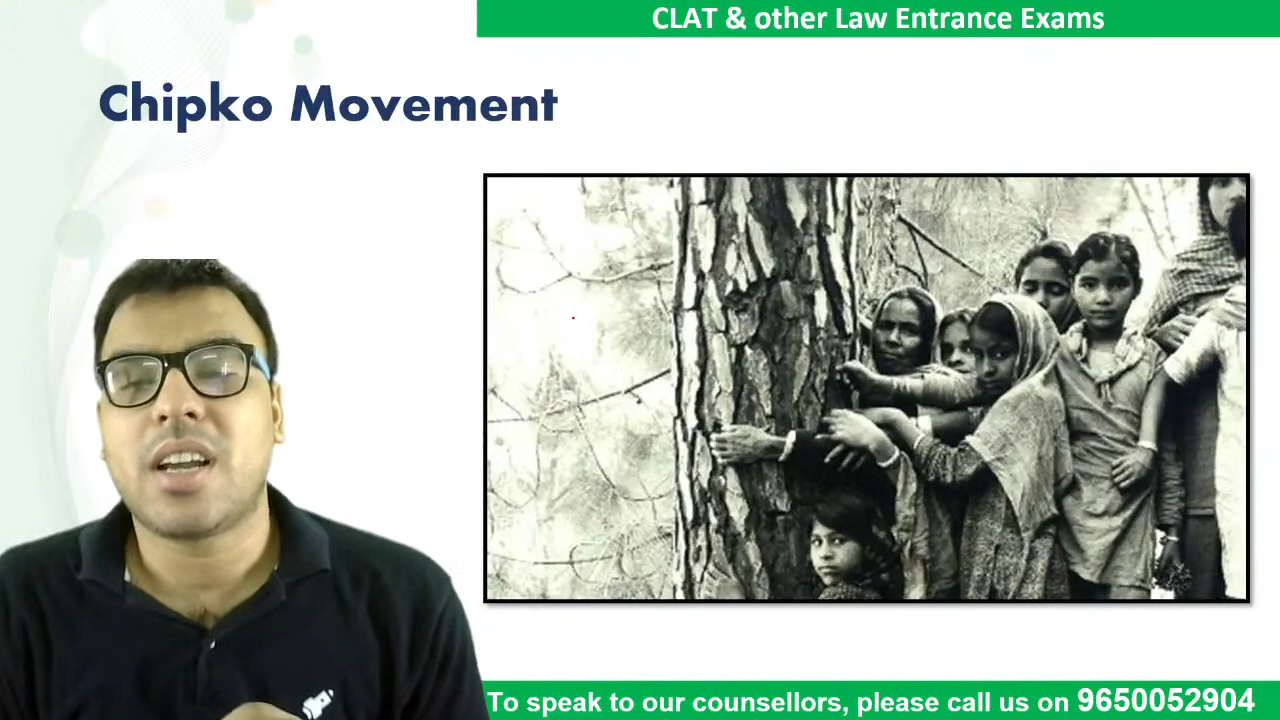 CLAT & other Law Entrance Exams
Chipko Movement
To speak to our counsellors, please call us on 9650052904